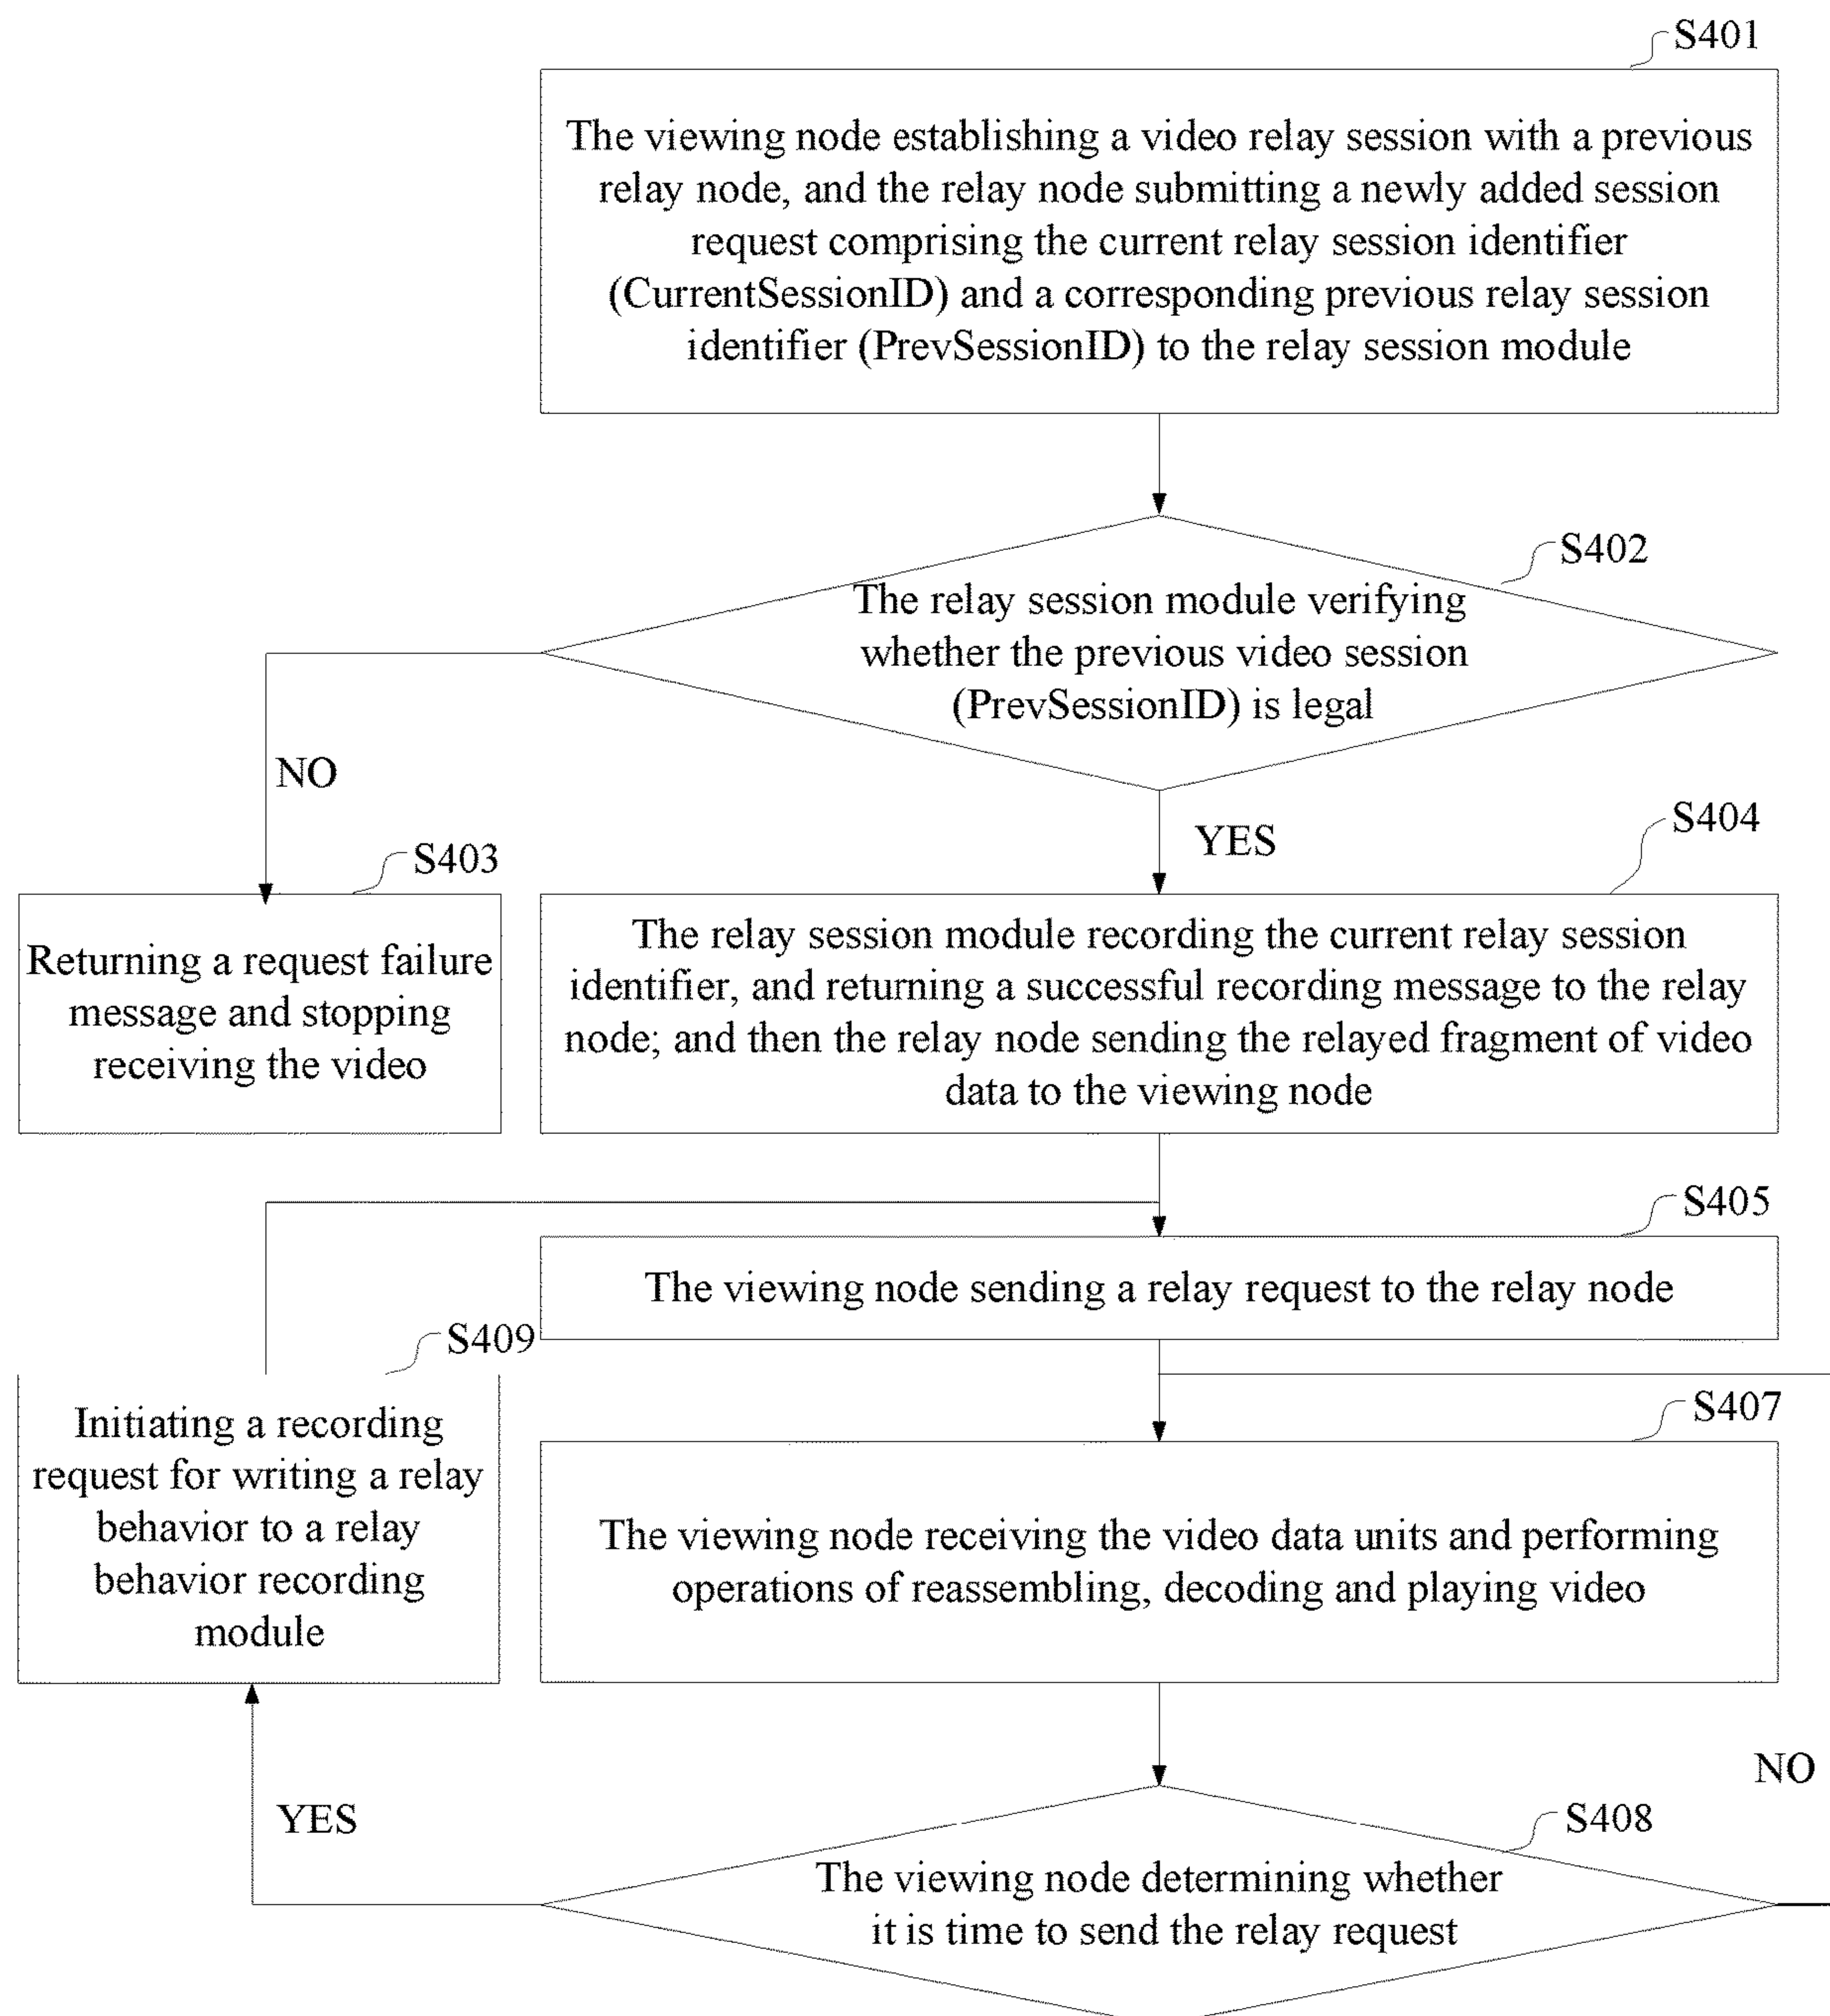 S401
The viewing node establishing a video relay session with a previous
relay node, and the relay node submitting a newly added session
request comprising the current relay session identifier
(CurrentSessionID) and a corresponding previous relay session
identifier (PrevSessionID) to the relay session module
S402
The relay session module verifying
whether the previous video session
(PrevSessionID) is legal
NO
YES
S403
Returning a request failure
message and stopping
receiving the video
S404
The relay session module recording the current relay session
identifier, and returning a successful recording message to the relay
node; and then the relay node sending the relayed fragment of video
data to the viewing node
S405
The viewing node sending a relay request to the relay node
S409
Initiating a recording
request for writing a relay
behavior to a relay
behavior recording
module
S407
The viewing node receiving the video data units and performing
operations of reassembling, decoding and playing video
NO
YES
S408
The viewing node determining whether
it is time to send the relay request